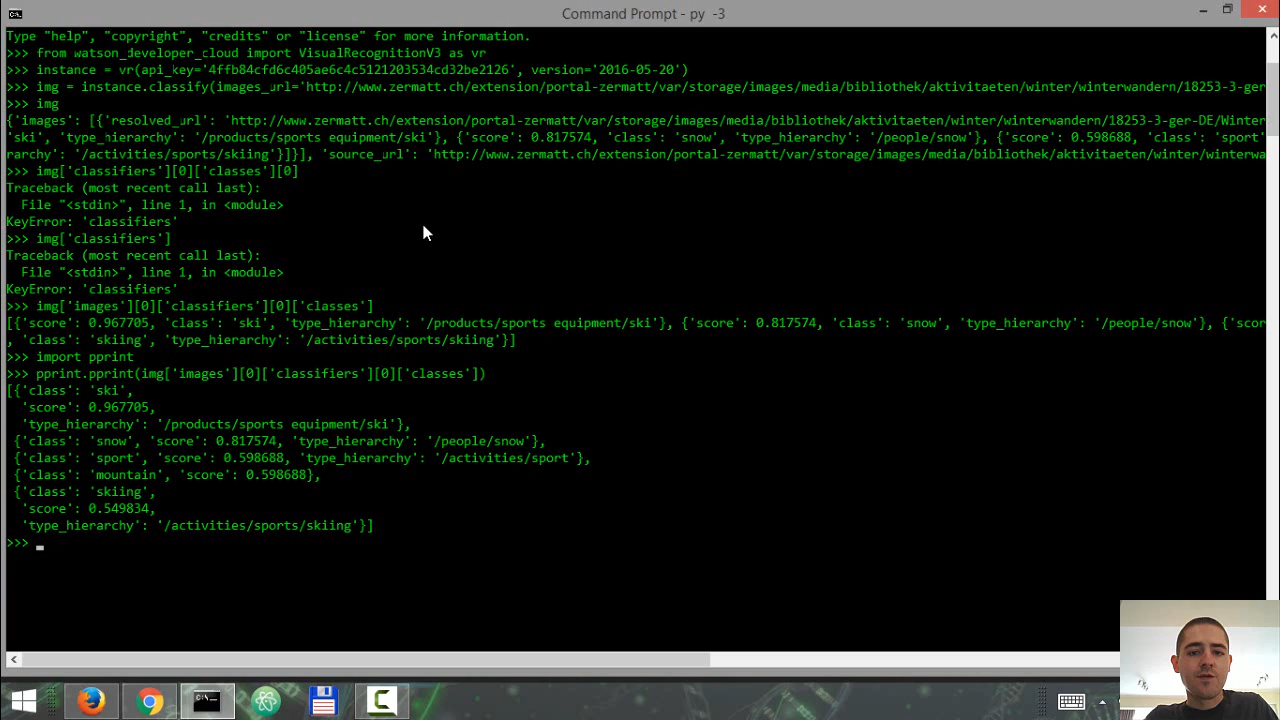 Command Prompt - py -3
Type "help", "copyright", "credits" or "license" for more information.
>>> from watson_developer_cloud import VisualRecognitionV3 as vr
>>> instance = vr(api_key='4ffb84cfd6c405ae6c4c5121203534cd32be2126', version='2016-05-20')
>>> img = instance.classify(images_url='http://www.zermatt.ch/extension/portal-zermatt/var/storage/images/media/bibliothek/aktivitaeten/winter/winterwandern/18253-3-ger
>>> img
{'images': [{'resolved_url': 'http://www.zermatt.ch/extension/portal-zermatt/var/storage/images/media/bibliothek/aktivitaeten/winter/winterwandern/18253-3-ger-DE/Winter
'ski', 'type_hierarchy': '/products/sports equipment/ski'}, {'score': 0.817574, 'class': 'snow', 'type_hierarchy': '/people/snow'}, {'score': 0.598688, 'class': 'sport'
rarchy': '/activities/sports/skiing'}]}], 'source_url': 'http://www.zermatt.ch/extension/portal-zermatt/var/storage/images/media/bibliothek/aktivitaeten/winter/winterwa
>>> img['classifiers'][0]['classes'][0]
Traceback (most recent call last):
  File "<stdin>", line 1, in <module>
KeyError: 'classifiers'
>>> img['classifiers']
Traceback (most recent call last):
  File "<stdin>", line 1, in <module>
KeyError: 'classifiers'
>>> img['images'][0]['classifiers'][0]['classes']
[{'score': 0.967705, 'class': 'ski', 'type_hierarchy': '/products/sports equipment/ski'}, {'score': 0.817574, 'class': 'snow', 'type_hierarchy': '/people/snow'}, {'scor
, 'class': 'skiing', 'type_hierarchy': '/activities/sports/skiing'}]
>>> import pprint
>>> pprint.pprint(img['images'][0]['classifiers'][0]['classes'])
[{'class': 'ski',
  'score': 0.967705,
  'type_hierarchy': '/products/sports equipment/ski'},
 {'class': 'snow', 'score': 0.817574, 'type_hierarchy': '/people/snow'},
 {'class': 'sport', 'score': 0.598688, 'type_hierarchy': '/activities/sport'},
 {'class': 'mountain', 'score': 0.598688},
 {'class': 'skiing',
  'score': 0.549834,
  'type_hierarchy': '/activities/sports/skiing'}]
>>>